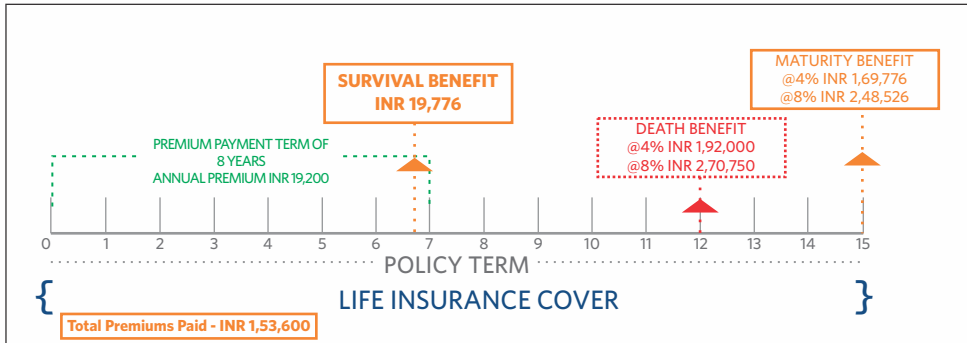 SURVIVAL BENEFIT
INR 19,776
MATURITY BENEFIT
@4% INR 1,69,776
@8% INR 2,48,526
PREMIUM PAYMENT TERM OF
8 YEARS
ANNUAL PREMIUM INR 19,200
DEATH BENEFIT
@4% INR 1,92,000
@8% INR 2,70,750
0 1 2 3 4 5 6 7 8 9 10 11 12 13 14 15
POLICY TERM
{ LIFE INSURANCE COVER }
Total Premiums Paid - INR 1,53,600